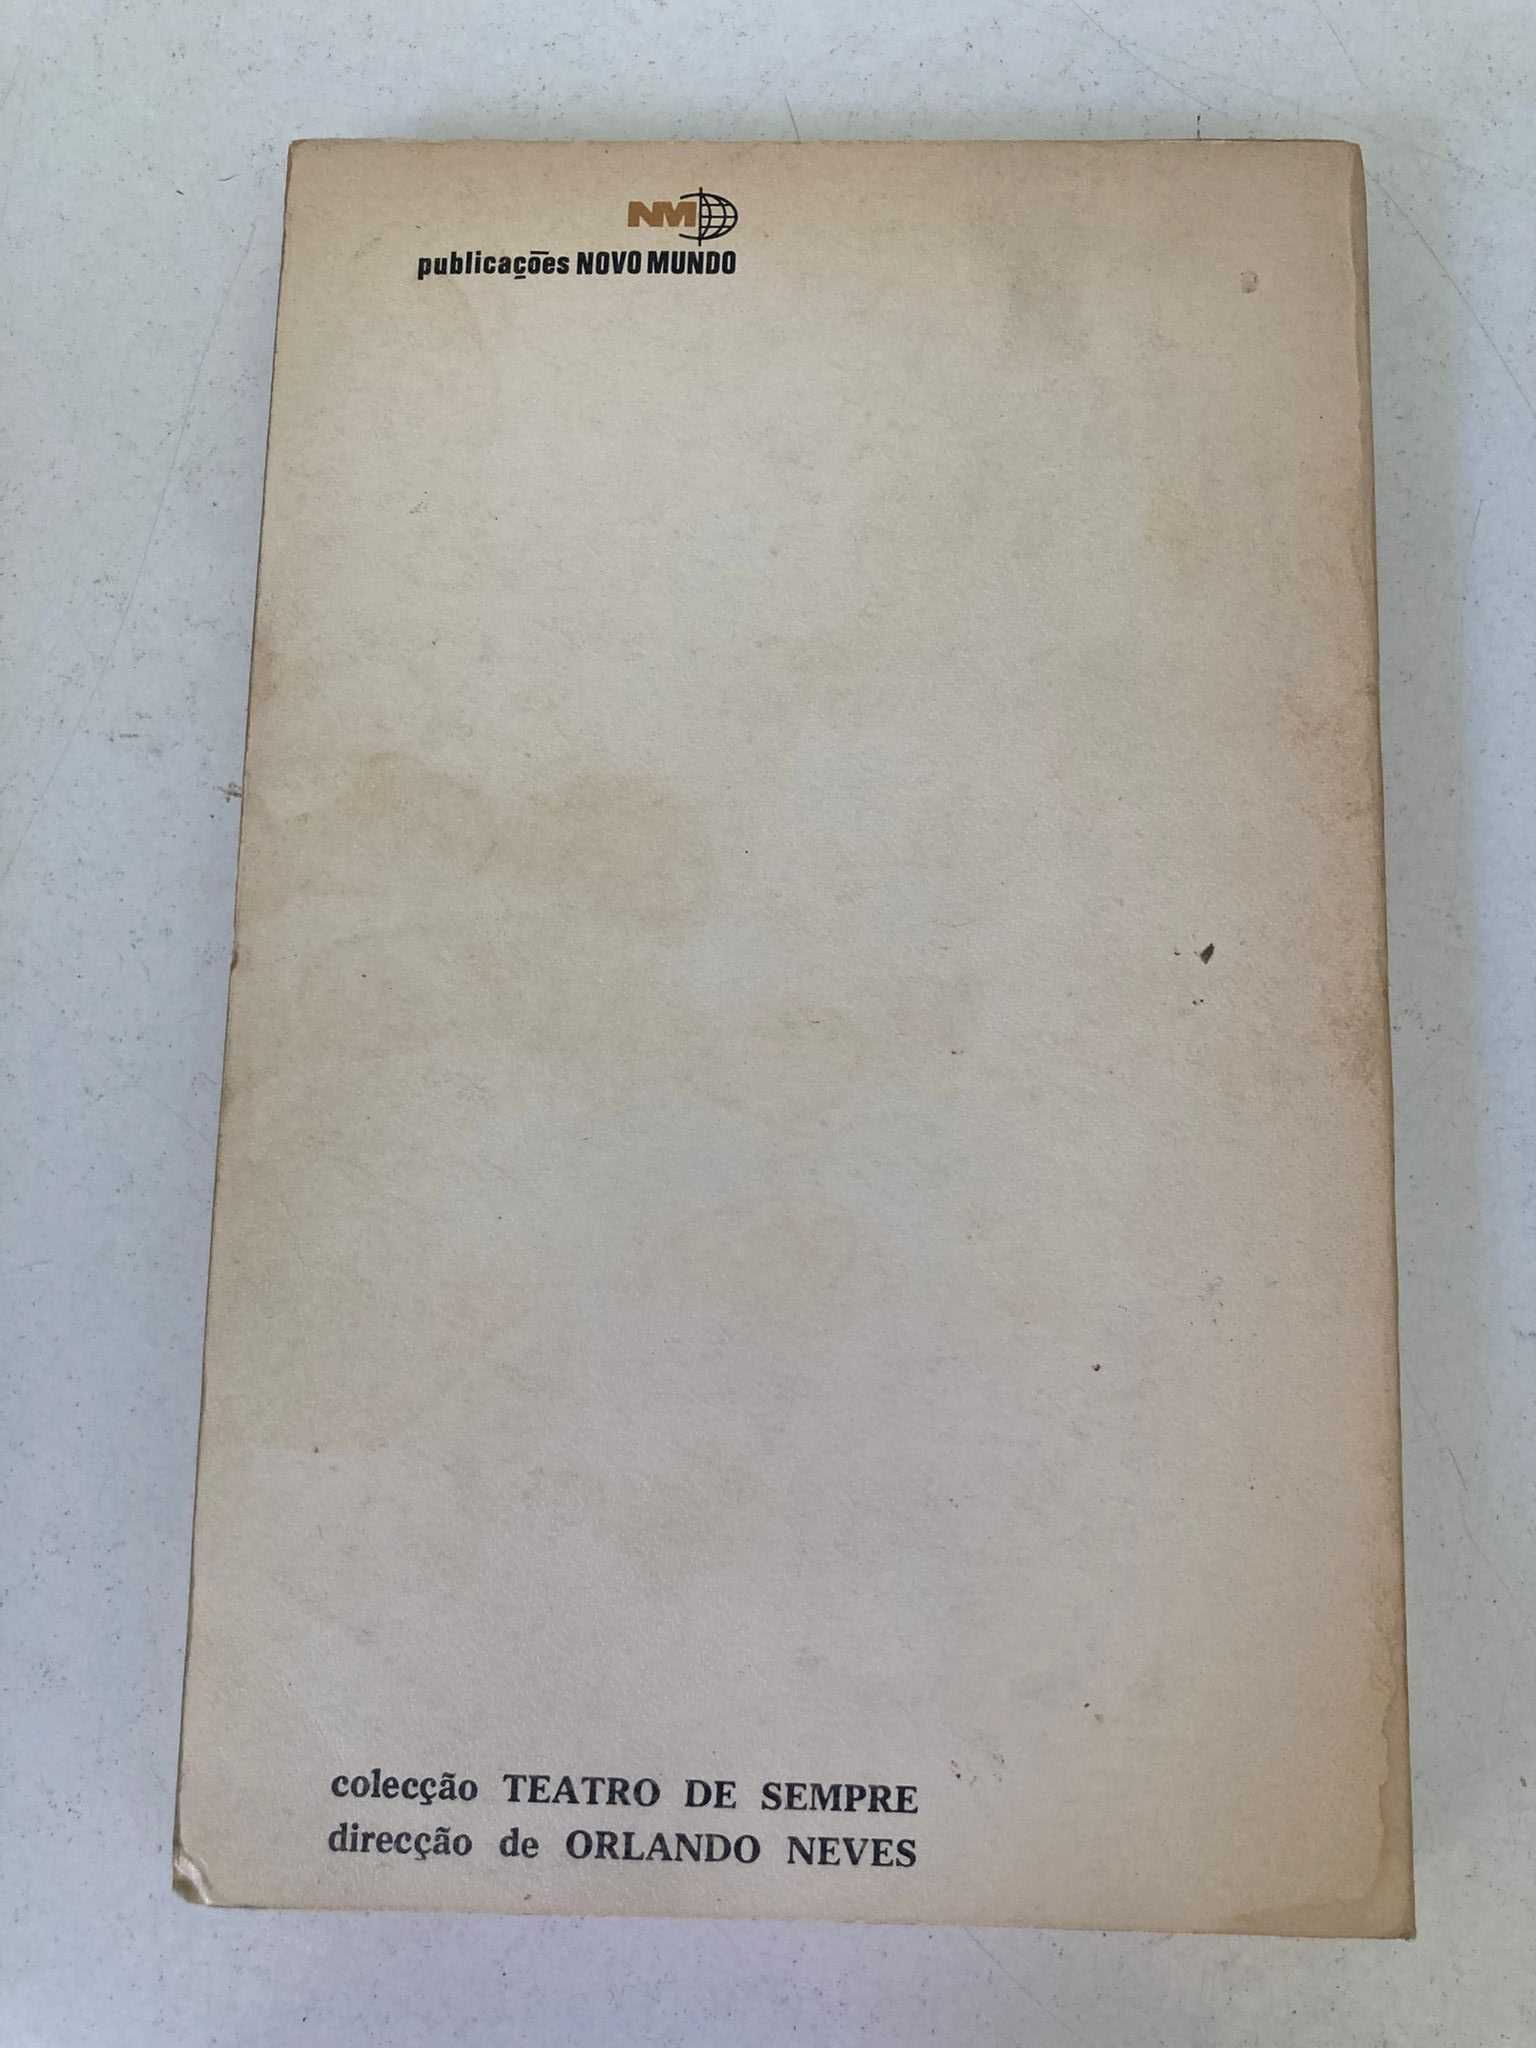 NM
publicações NOVO MUNDO
colecção TEATRO DE SEMPRE
direcção de ORLANDO NEVES